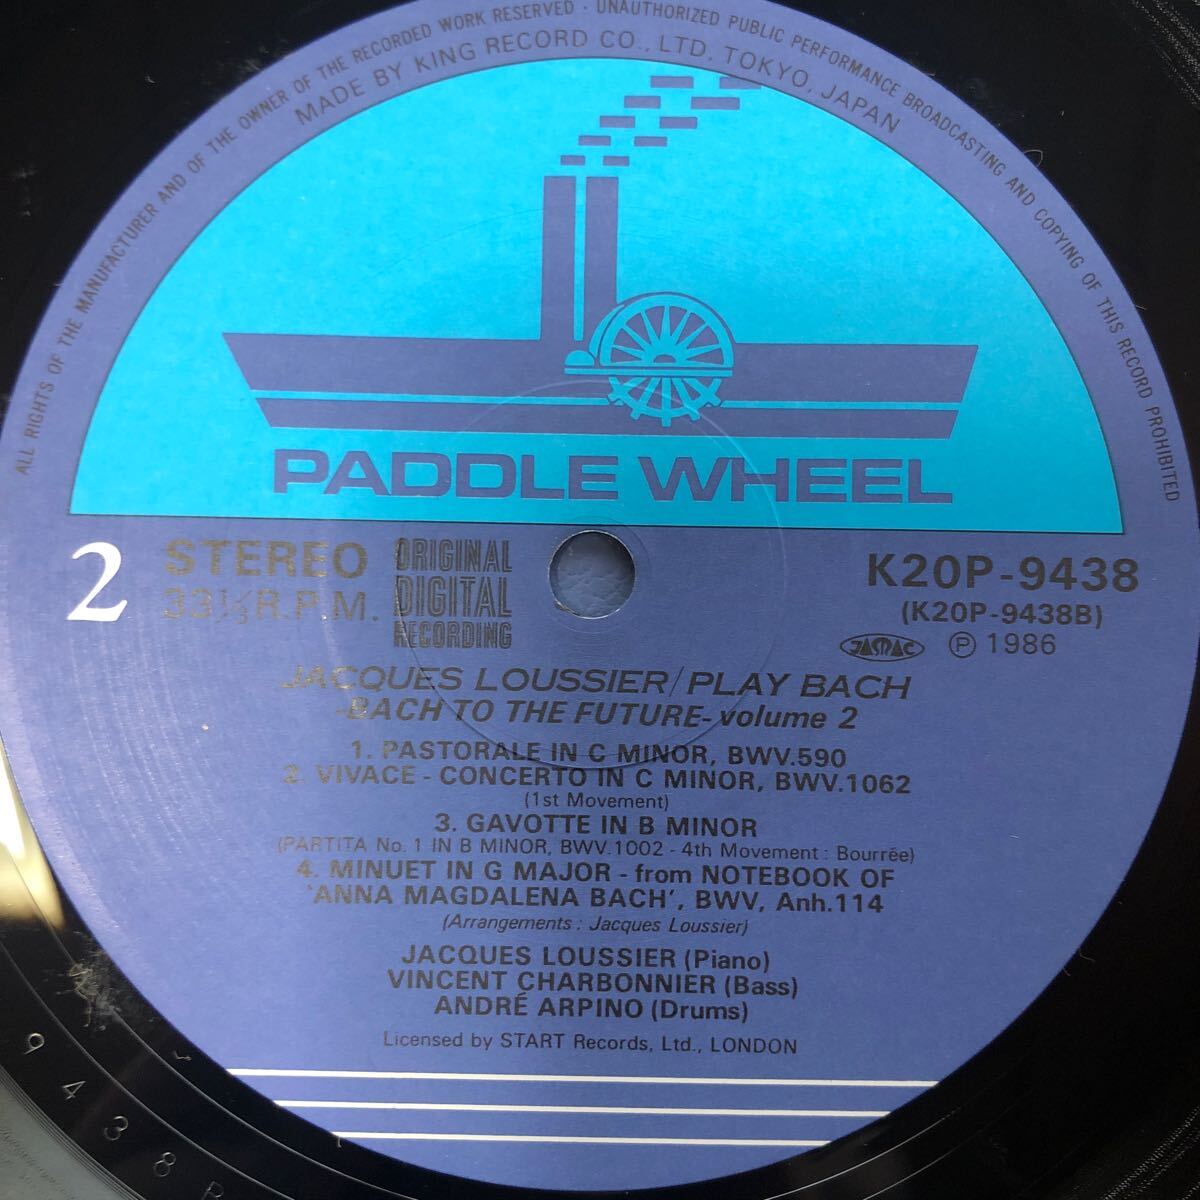 ALL RIGHTS OF THE MANUFACTURER AND OF THE OWNER OF THE RECORDED WORK RESERVED · UNAUTHORIZED PUBLIC PERFORMANCE BROADCASTING AND COPYING OF THIS RECORD PROHIBITED
MADE BY KING RECORD CO., LTD. TOKYO, JAPAN
PADDLE WHEEL
2
STEREO
33⅓ R.P.M.
ORIGINAL
DIGITAL
RECORDING
K20P-9438
(K20P-9438B)
JASRAC ℗ 1986
JACQUES LOUSSIER/PLAY BACH
-BACH TO THE FUTURE- volume 2
1. PASTORALE IN C MINOR, BWV.590
2. VIVACE - CONCERTO IN C MINOR, BWV.1062
(1st Movement)
3. GAVOTTE IN B MINOR
(PARTITA No. 1 IN B MINOR, BWV.1002 - 4th Movement : Bourrée)
4. MINUET IN G MAJOR - from NOTEBOOK OF
'ANNA MAGDALENA BACH', BWV, Anh.114
(Arrangements : Jacques Loussier)
JACQUES LOUSSIER (Piano)
VINCENT CHARBONNIER (Bass)
ANDRÉ ARPINO (Drums)
Licensed by START Records, Ltd., LONDON
9438